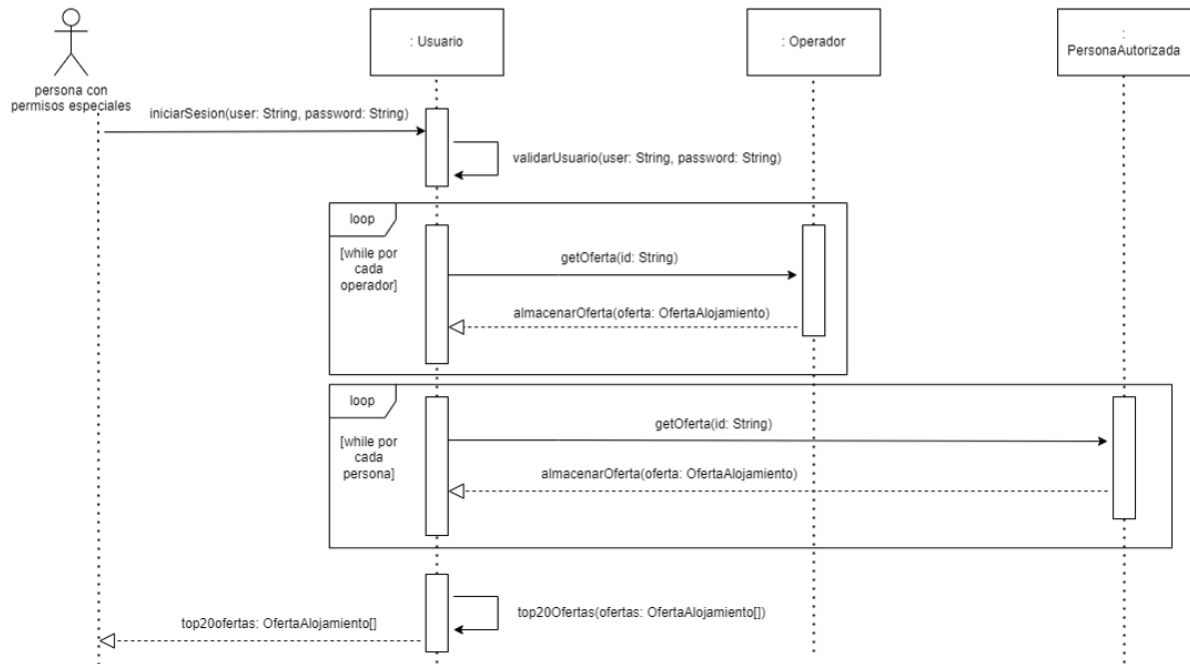 : Usuario
: Operador
:
PersonaAutorizada
persona con
permisos especiales
iniciarSesion(user: String, password: String)
validarUsuario(user: String, password: String)
loop
[while por
cada
operador]
getOferta(id: String)
almacenarOferta(oferta: OfertaAlojamiento)
loop
[while por
cada
persona]
getOferta(id: String)
almacenarOferta(oferta: OfertaAlojamiento)
top20Ofertas(ofertas: OfertaAlojamiento[])
top20ofertas: OfertaAlojamiento[]